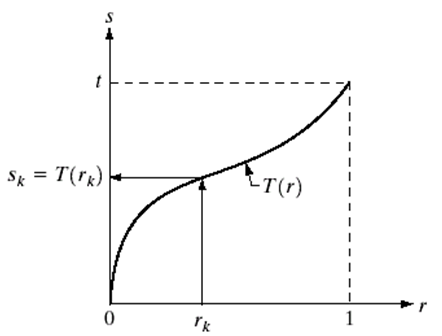 s
t
s_k = T(r_k)
T(r)
0
r_k
1
r